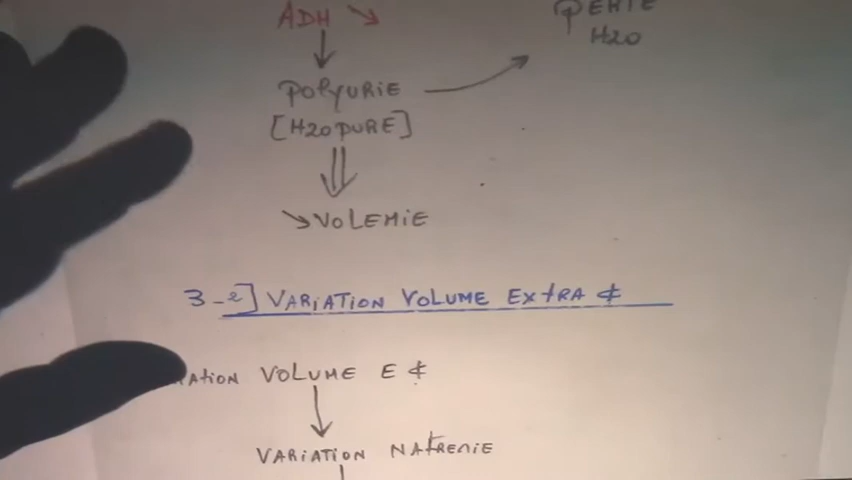 ADH ↘
PERTE
H2O
POLYURIE
[H2O PURE]
↘ VOLEMIE
3-2] VARIATION VOLUME EXTRA ¢
ATION VOLUME E ¢
VARIATION NATREMIE